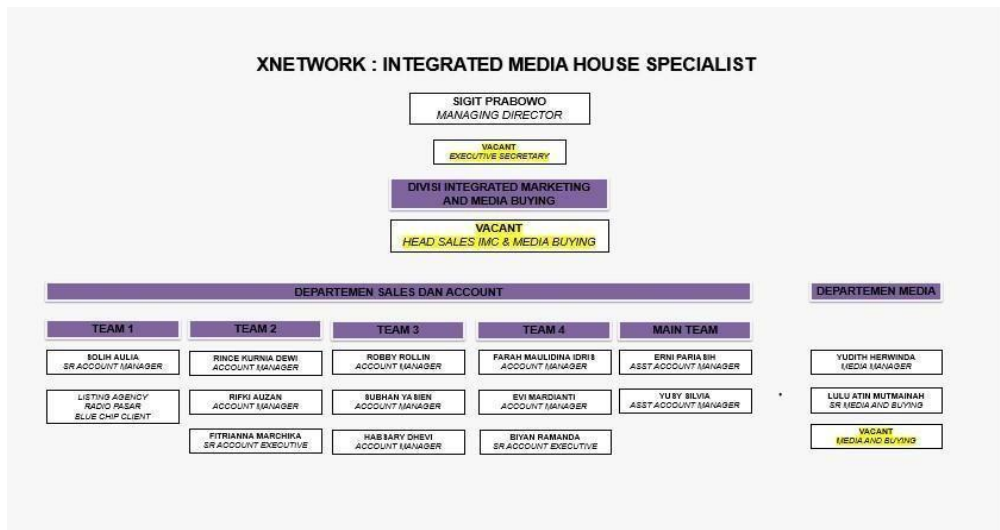 XNETWORK : INTEGRATED MEDIA HOUSE SPECIALIST
SIGIT PRABOWO
MANAGING DIRECTOR
VACANT
EXECUTIVE SECRETARY
DIVISI INTEGRATED MARKETING
AND MEDIA BUYING
VACANT
HEAD SALES IMC & MEDIA BUYING
DEPARTEMEN SALES DAN ACCOUNT
DEPARTEMEN MEDIA
TEAM 1
TEAM 2
TEAM 3
TEAM 4
MAIN TEAM
SOLIH AULIA
SR ACCOUNT MANAGER
RINCE KURNIA DEWI
ACCOUNT MANAGER
ROBBY ROLLIN
ACCOUNT MANAGER
FARAH MAULIDINA IDRIS
ACCOUNT MANAGER
ERNI PARIASIH
ASST ACCOUNT MANAGER
YUDITH HERWINDA
MEDIA MANAGER
LISTING AGENCY
RADIO PASAR
BLUE CHIP CLIENT
RIFKI AUZAN
ACCOUNT MANAGER
SUBHAN YASIEN
ACCOUNT MANAGER
EVI MARDIANTI
ACCOUNT MANAGER
YUSY SILVIA
ASST ACCOUNT MANAGER
LULU ATIN MUTMAINAH
SR MEDIA AND BUYING
FITRIANNA MARCHIKA
SR ACCOUNT EXECUTIVE
HABSARY DHEVI
ACCOUNT MANAGER
BIYAN RAMANDA
SR ACCOUNT EXECUTIVE
VACANT
MEDIA AND BUYING